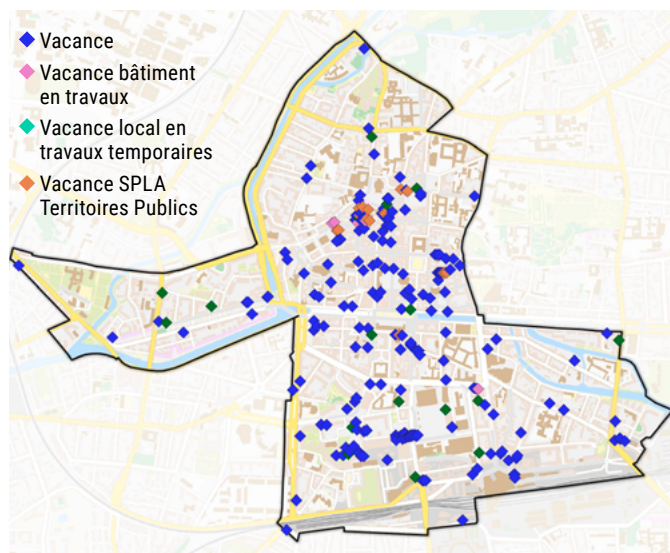 Vacance
Vacance bâtiment
en travaux
Vacance local en
travaux temporaires
Vacance SPLA
Territoires Publics